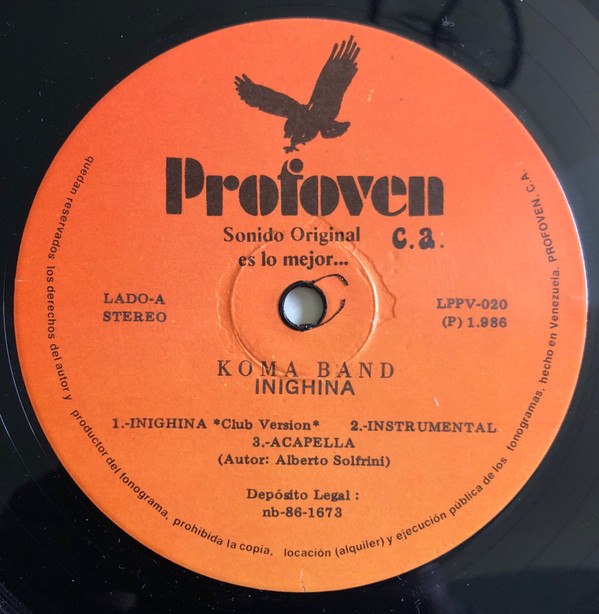 Profoven
c.a.
Sonido Original
es lo mejor...
LADO-A
STEREO
LPPV-020
(P) 1.986
KOMA BAND
INIGHINA
1.-INIGHINA *Club Version* 2.-INSTRUMENTAL
3.-ACAPELLA
(Autor: Alberto Solfrini)
Depósito Legal :
nb-86-1673
quedan reservados los derechos del autor y productor del fonograma, prohibida la copia, locación (alquiler) y ejecución pública de los fonogramas, hecho en Venezuela. PROFOVEN, C.A.